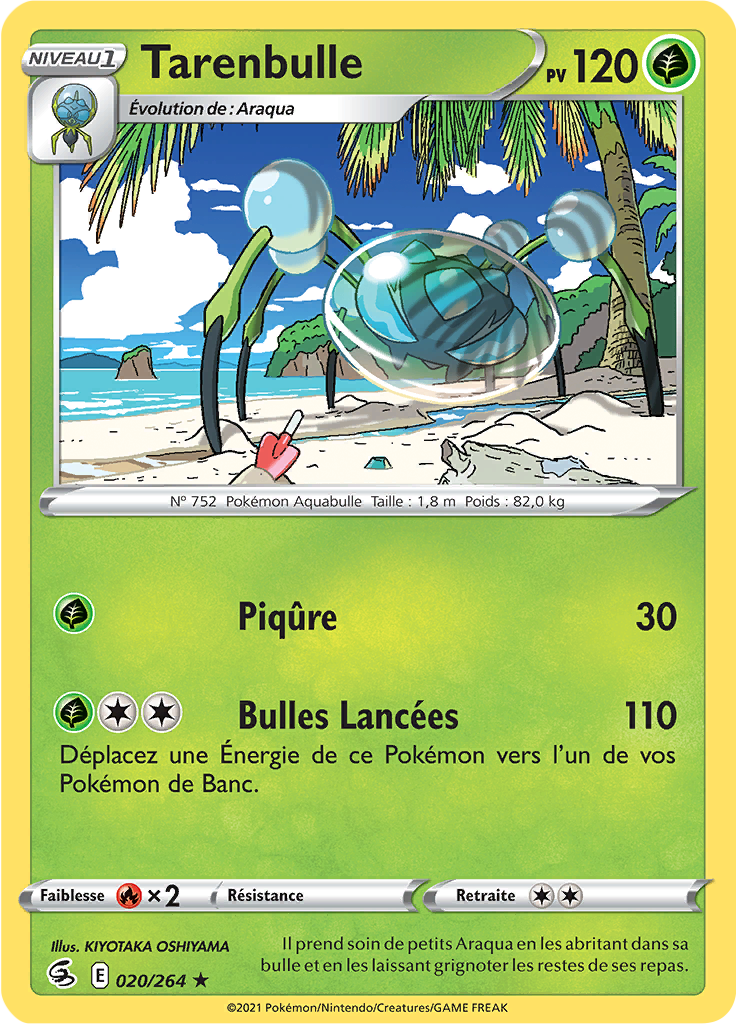 NIVEAU 1
Tarenbulle
PV 120
Évolution de : Araqua
N° 752 Pokémon Aquabulle Taille : 1,8 m Poids : 82,0 kg
Piqûre 30
Bulles Lancées 110
Déplacez une Énergie de ce Pokémon vers l'un de vos
Pokémon de Banc.
Faiblesse ×2 Résistance Retraite
Illus. KIYOTAKA OSHIYAMA
Il prend soin de petits Araqua en les abritant dans sa
bulle et en les laissant grignoter les restes de ses repas.
E 020/264 ★
©2021 Pokémon/Nintendo/Creatures/GAME FREAK